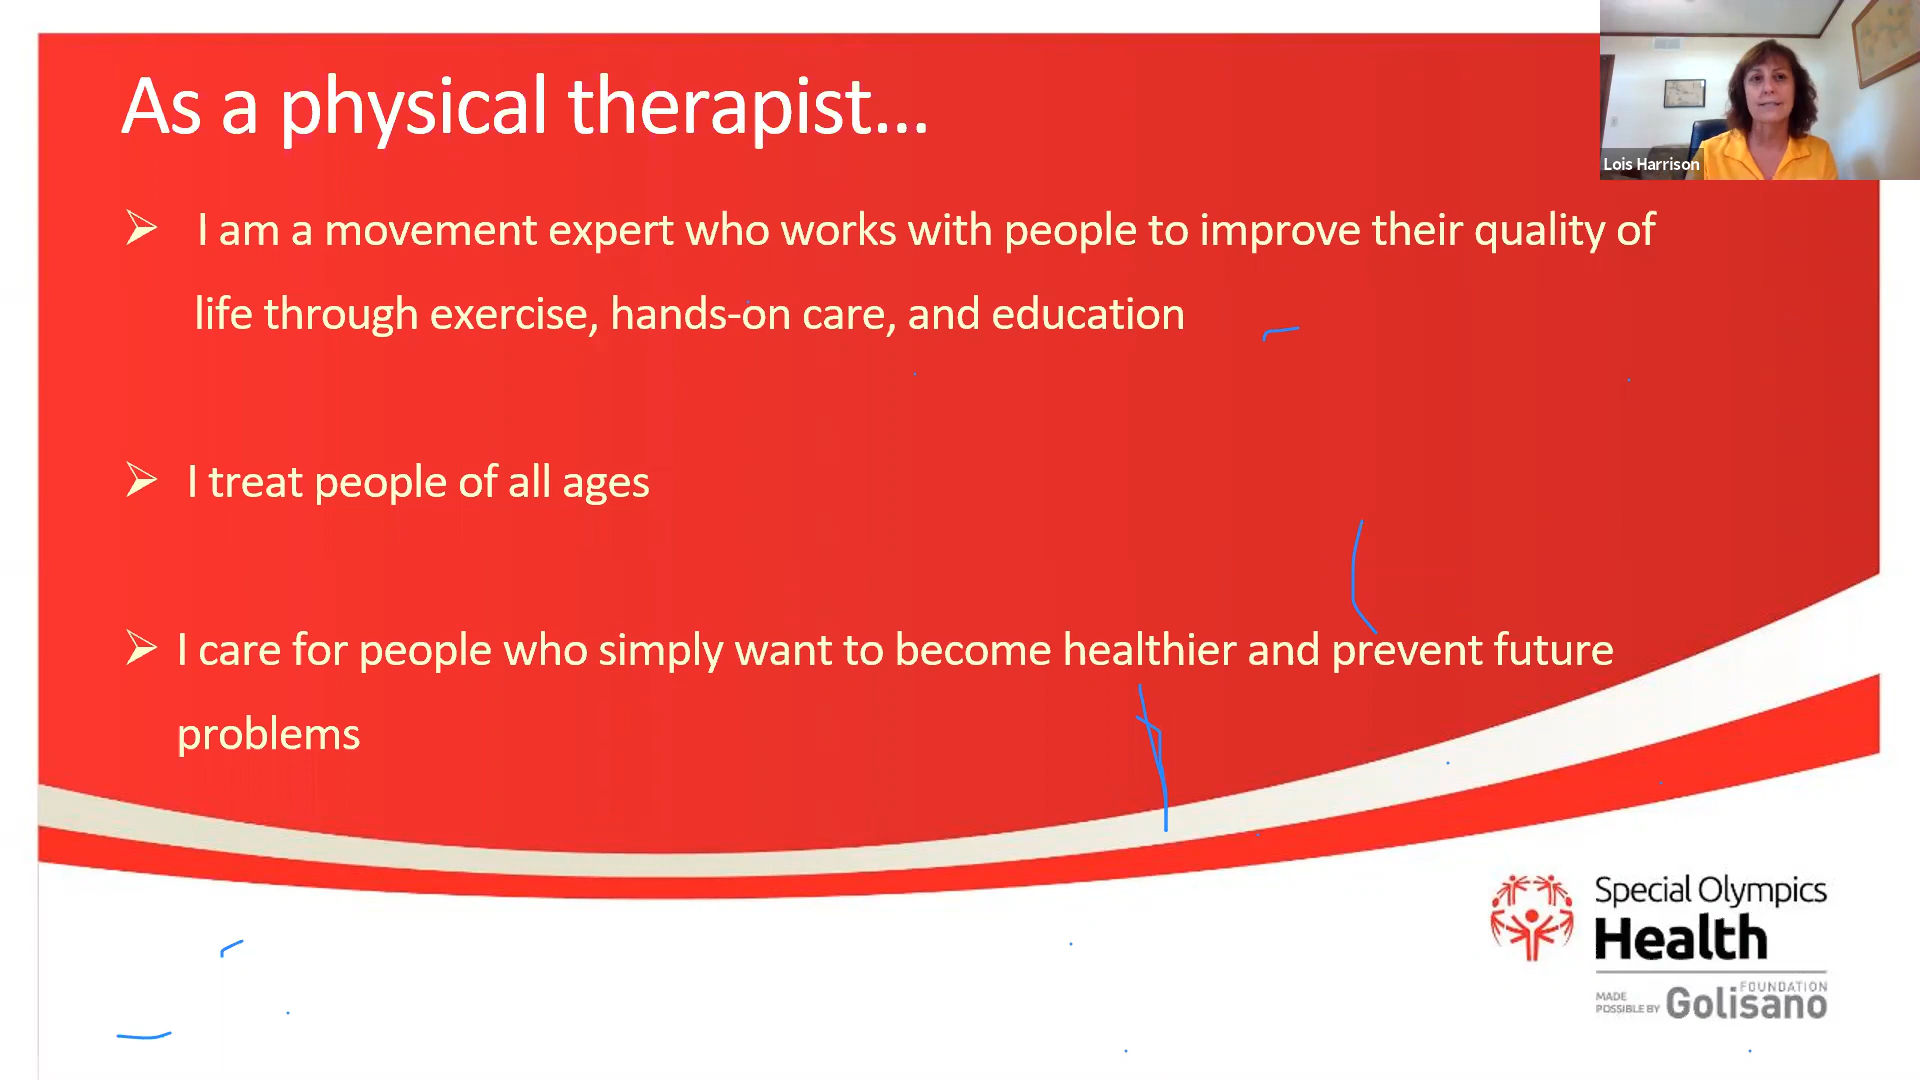 As a physical therapist...
Lois Harrison
➢ I am a movement expert who works with people to improve their quality of
life through exercise, hands-on care, and education
➢ I treat people of all ages
➢ I care for people who simply want to become healthier and prevent future
problems
Special Olympics
Health
MADE POSSIBLE BY Golisano FOUNDATION